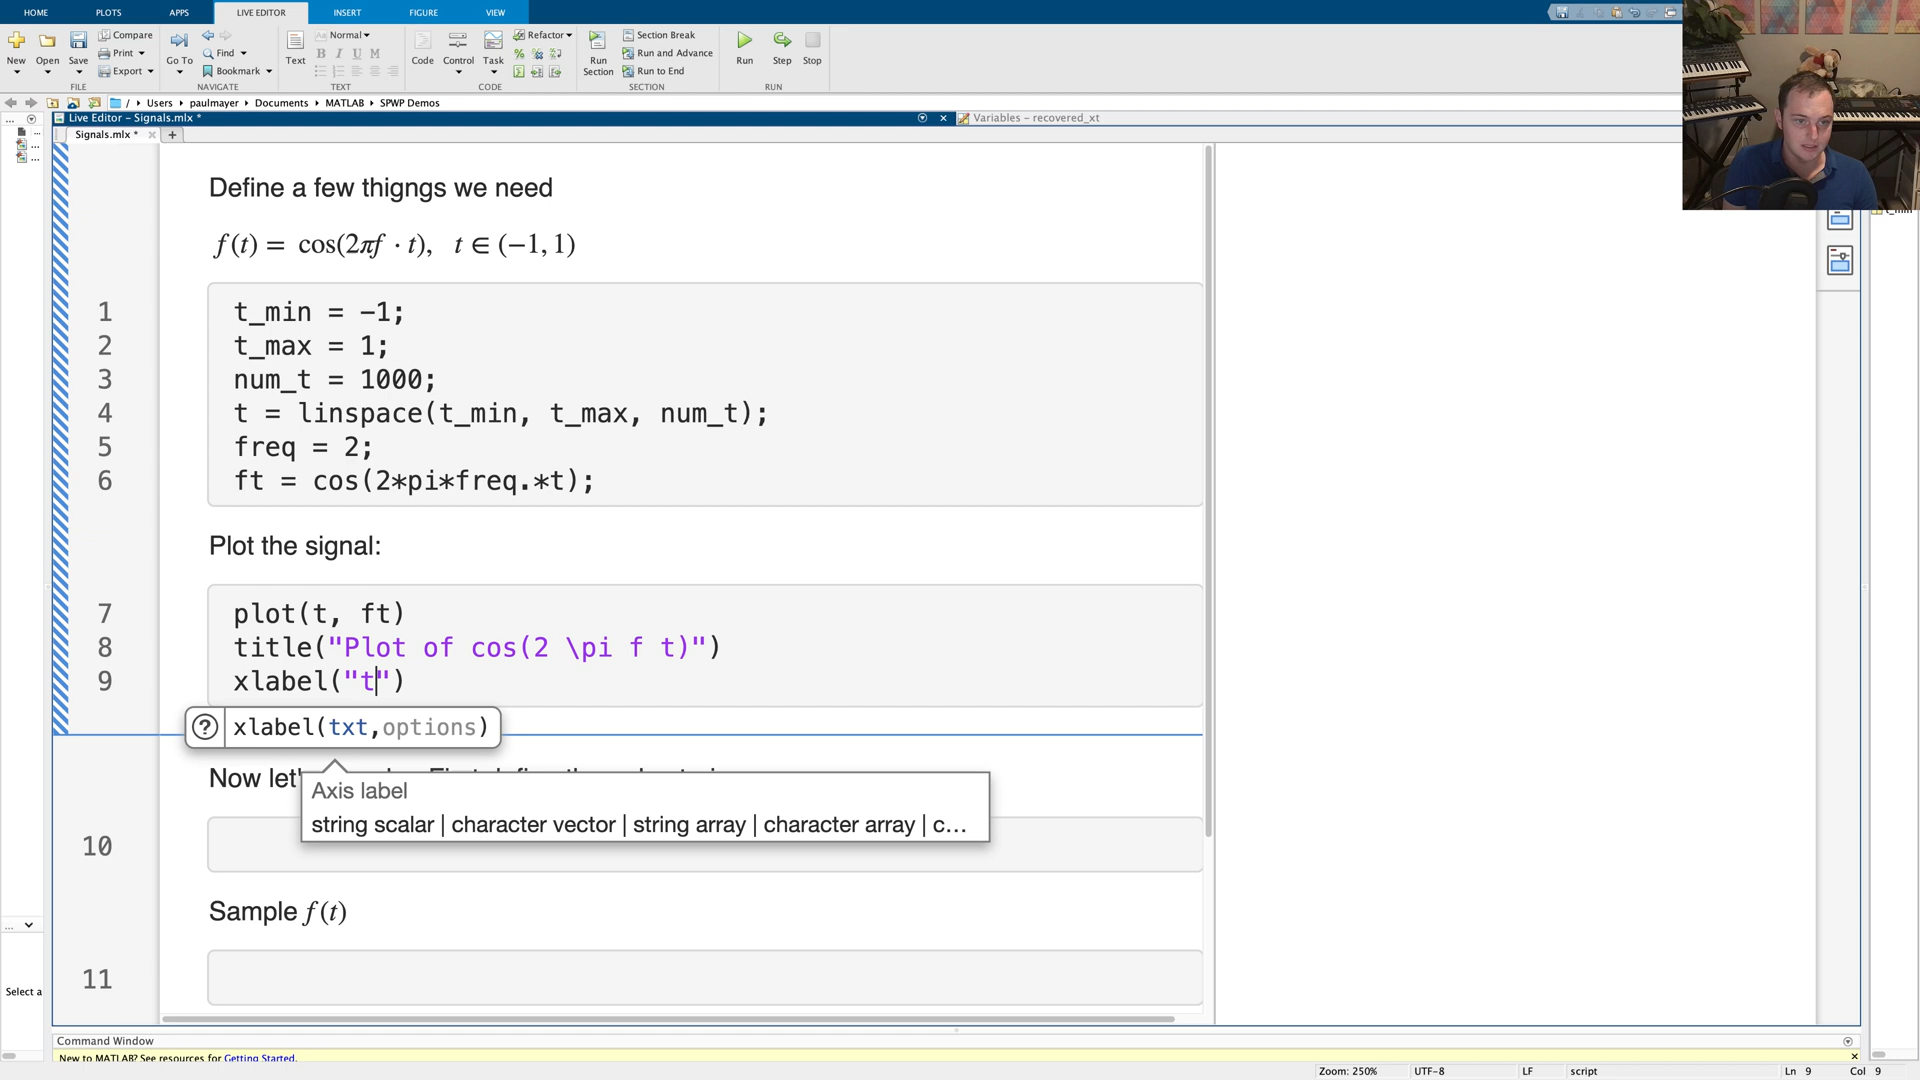 HOME PLOTS APPS LIVE EDITOR INSERT FIGURE VIEW
New Open Save Compare Print Export
Go To Find Bookmark
Text Normal B I U M
Code Control Task Refactor
Run Section Section Break Run and Advance Run to End
Run Step Stop
FILE NAVIGATE TEXT CODE SECTION RUN
/ Users paulmayer Documents MATLAB SPWP Demos
Live Editor – Signals.mlx *
Variables – recovered_xt
Signals.mlx * +
Define a few thigngs we need
f(t) = cos(2πf · t), t ∈ (−1, 1)
1 t_min = -1;
2 t_max = 1;
3 num_t = 1000;
4 t = linspace(t_min, t_max, num_t);
5 freq = 2;
6 ft = cos(2*pi*freq.*t);
Plot the signal:
7 plot(t, ft)
8 title("Plot of cos(2 \pi f t)")
9 xlabel("t")
xlabel(txt,options)
Now let'
Axis label
string scalar | character vector | string array | character array | c...
10
Sample f(t)
11
Select a
Command Window
New to MATLAB? See resources for Getting Started.
Zoom: 250% UTF-8 LF script Ln 9 Col 9